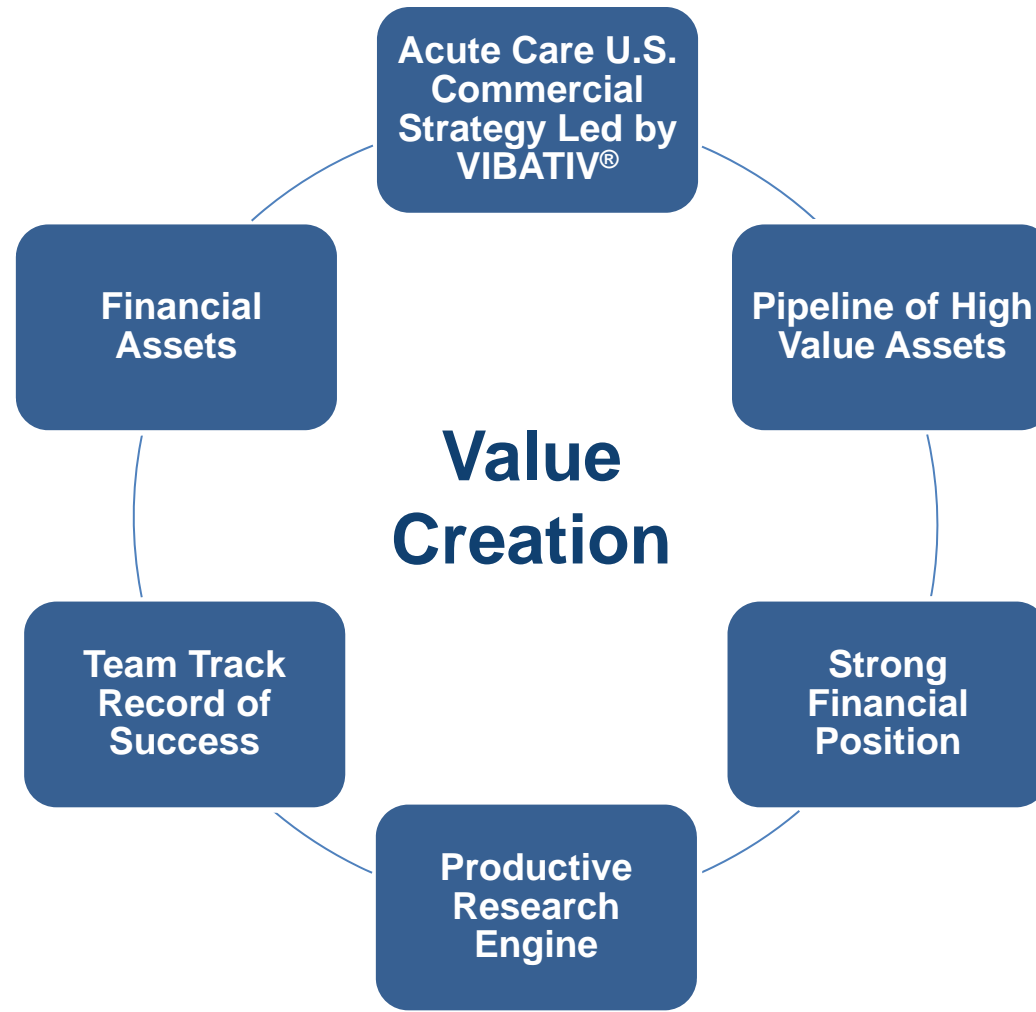 Acute Care U.S.
Commercial
Strategy Led by
VIBATIV®
Financial
Assets
Pipeline of High
Value Assets
Value
Creation
Team Track
Record of
Success
Strong
Financial
Position
Productive
Research
Engine